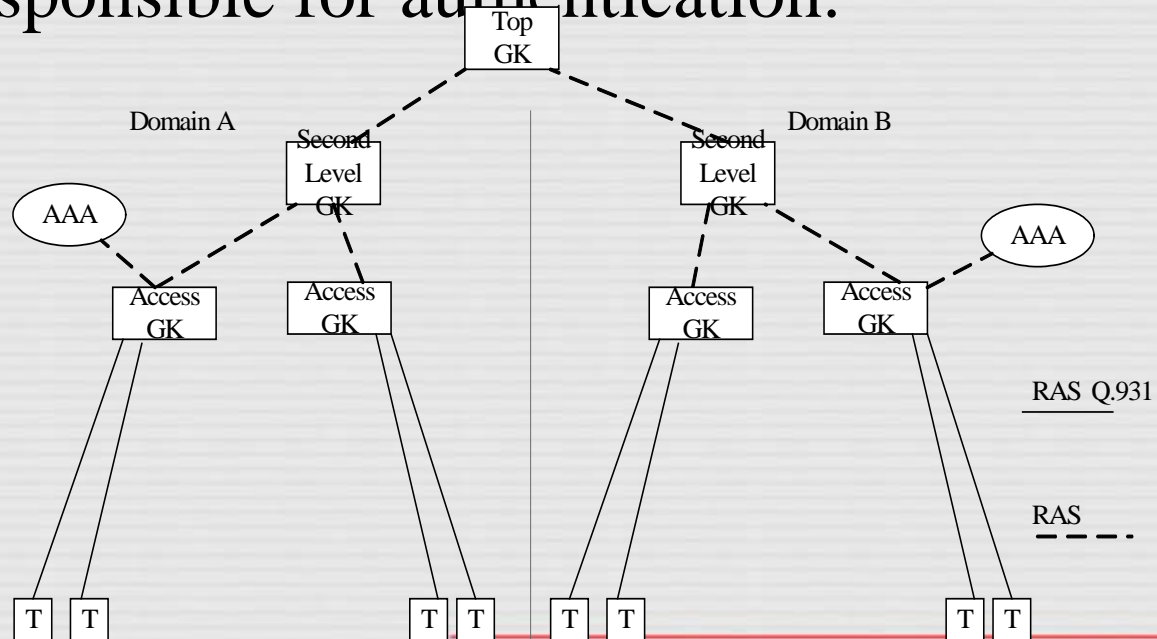 sponsible for authentication.
Top
GK
Domain A
Domain B
Second
Level
GK
Second
Level
GK
AAA
AAA
Access
GK
Access
GK
Access
GK
Access
GK
RAS Q.931
RAS
T T T T T T T T